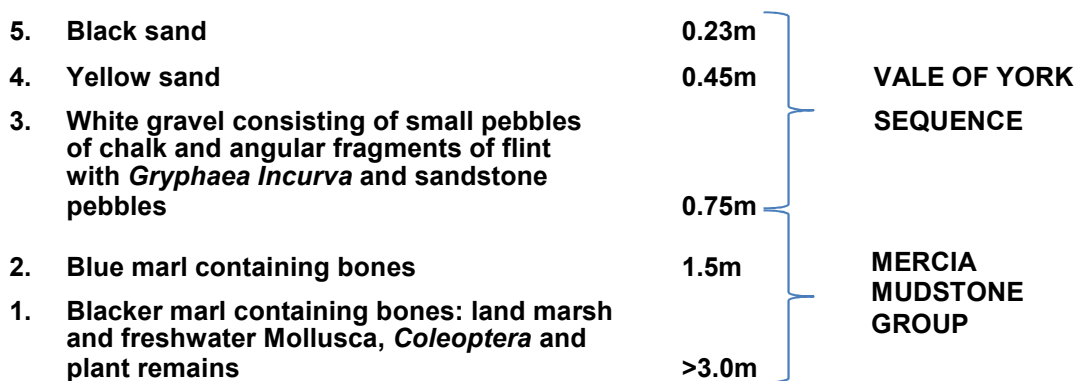 5. Black sand 0.23m
4. Yellow sand 0.45m
3. White gravel consisting of small pebbles
of chalk and angular fragments of flint
with Gryphaea Incurva and sandstone
pebbles 0.75m
VALE OF YORK
SEQUENCE
2. Blue marl containing bones 1.5m
1. Blacker marl containing bones: land marsh
and freshwater Mollusca, Coleoptera and
plant remains >3.0m
MERCIA
MUDSTONE
GROUP